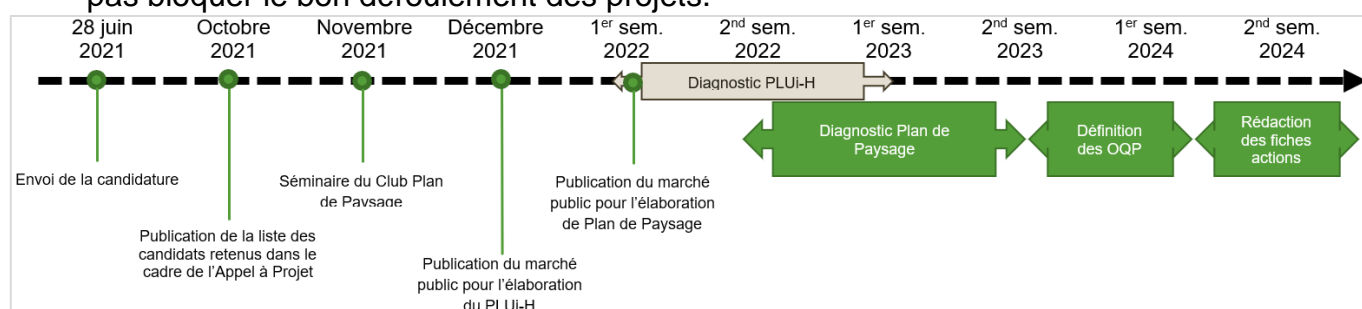 pas bloquer le bon déroulement des projets.
28 juin
2021
Octobre
2021
Novembre
2021
Décembre
2021
1er sem.
2022
2nd sem.
2022
1er sem.
2023
2nd sem.
2023
1er sem.
2024
2nd sem.
2024
Diagnostic PLUi-H
Diagnostic Plan de
Paysage
Définition
des OQP
Rédaction
des fiches
actions
Envoi de la candidature
Publication de la liste des
candidats retenus dans le
cadre de l'Appel à Projet
Séminaire du Club Plan
de Paysage
Publication du marché
public pour l'élaboration
du PLUi-H
Publication du marché
public pour l'élaboration
de Plan de Paysage